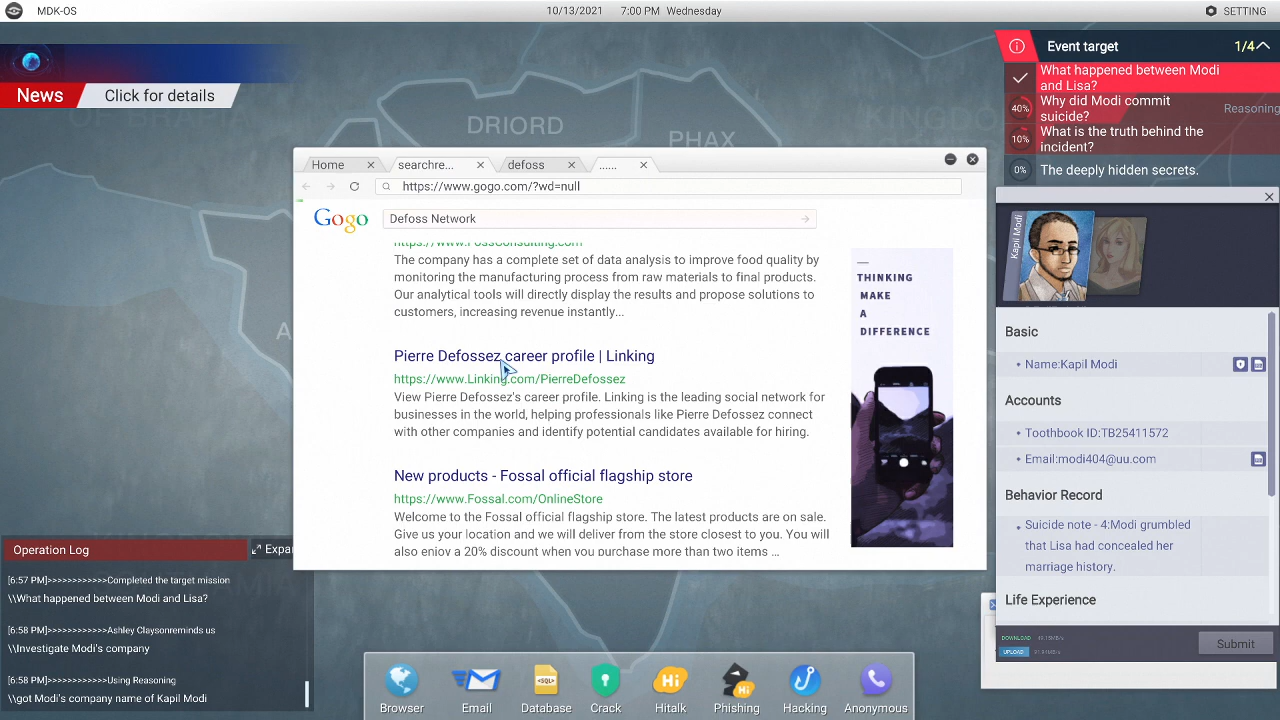 MDK-OS
10/13/2021 7:00 PM Wednesday
SETTING
News
Click for details
DRIORD
PHAX
Event target
1/4
What happened between Modi
and Lisa?
40%
Why did Modi commit
suicide?
Reasoning
10%
What is the truth behind the
incident?
0%
The deeply hidden secrets.
Home
searchre...
defoss
......
https://www.gogo.com/?wd=null
Gogo
Defoss Network
https://www.FossConsulting.com
The company has a complete set of data analysis to improve food quality by
monitoring the manufacturing process from raw materials to final products.
Our analytical tools will directly display the results and propose solutions to
customers, increasing revenue instantly...
Pierre Defossez career profile | Linking
https://www.Linking.com/PierreDefossez
View Pierre Defossez's career profile. Linking is the leading social network for
businesses in the world, helping professionals like Pierre Defossez connect
with other companies and identify potential candidates available for hiring.
New products - Fossal official flagship store
https://www.Fossal.com/OnlineStore
Welcome to the Fossal official flagship store. The latest products are on sale.
Give us your location and we will deliver from the store closest to you. You will
also enjoy a 20% discount when you purchase more than two items ...
THINKING
MAKE
A
DIFFERENCE
Kapil Modi
Basic
Name:Kapil Modi
Accounts
Toothbook ID:TB25411572
Email:modi404@uu.com
Behavior Record
Suicide note - 4:Modi grumbled
that Lisa had concealed her
marriage history.
Life Experience
DOWNLOAD
UPLOAD
Submit
Operation Log
Expan
[6:57 PM]>>>>>>>>>>>>Completed the target mission
\\What happened between Modi and Lisa?
[6:58 PM]>>>>>>>>>>>>Ashley Claysonreminds us
\\Investigate Modi's company
[6:58 PM]>>>>>>>>>>>>Using Reasoning
\\got Modi's company name of Kapil Modi
Browser
Email
SQL
Database
Crack
Hi
Hitalk
Hi
Phishing
Hacking
Anonymous